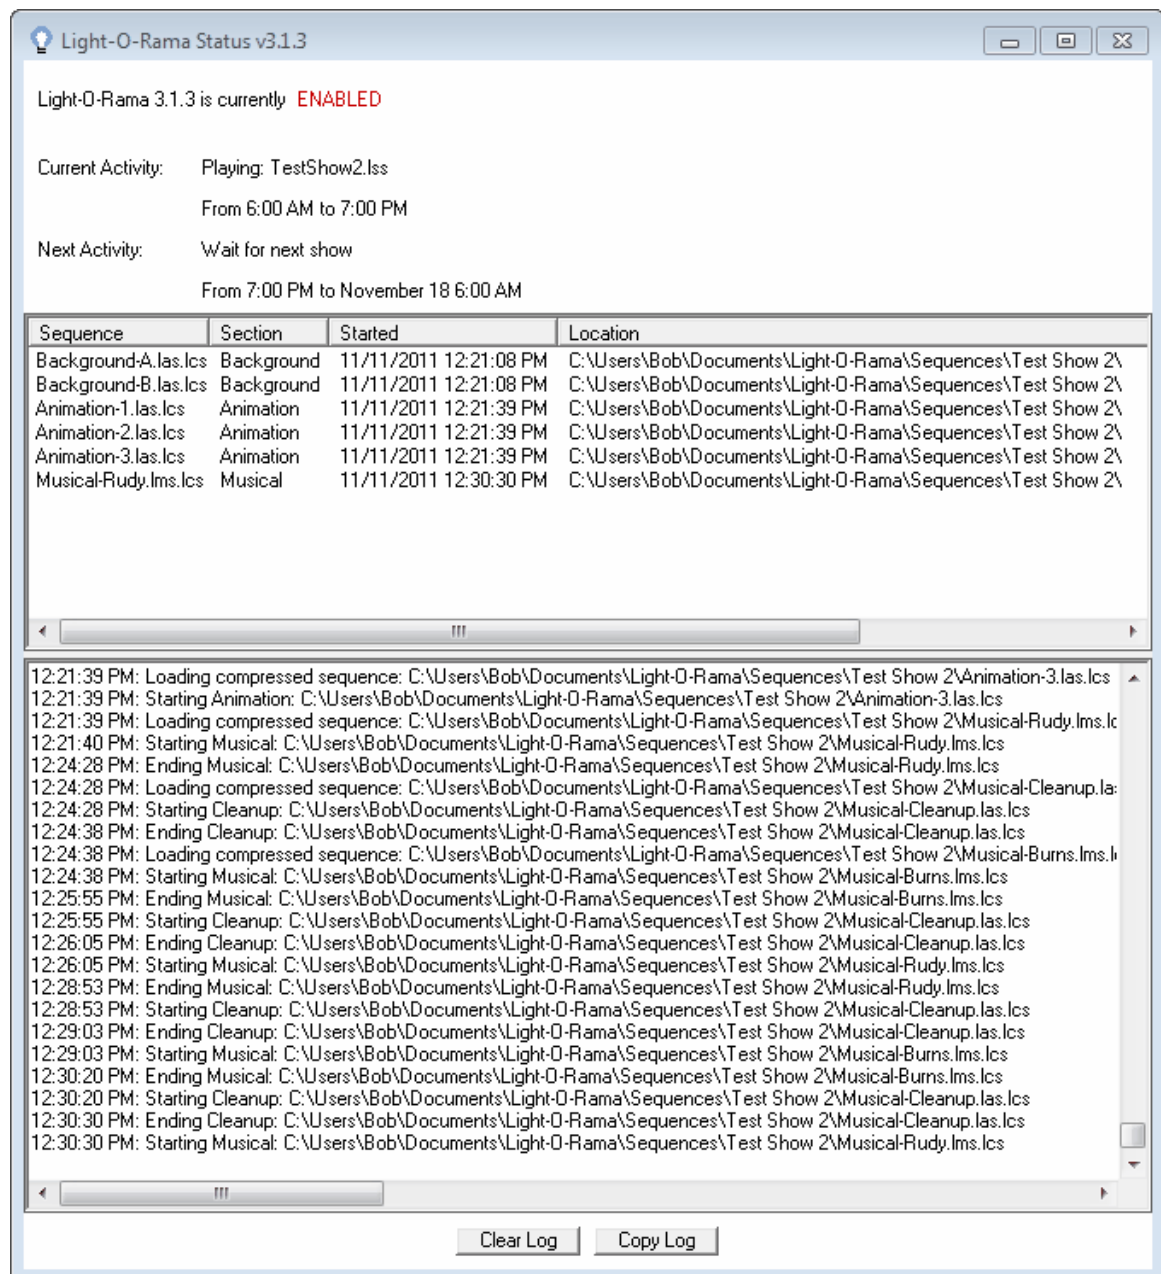 Light-O-Rama Status v3.1.3
Light-O-Rama 3.1.3 is currently ENABLED
Current Activity: Playing: TestShow2.lss
From 6:00 AM to 7:00 PM
Next Activity: Wait for next show
From 7:00 PM to November 18 6:00 AM
Sequence Section Started Location
Background-A.las.lcs Background 11/11/2011 12:21:08 PM C:\Users\Bob\Documents\Light-O-Rama\Sequences\Test Show 2\
Background-B.las.lcs Background 11/11/2011 12:21:08 PM C:\Users\Bob\Documents\Light-O-Rama\Sequences\Test Show 2\
Animation-1.las.lcs Animation 11/11/2011 12:21:39 PM C:\Users\Bob\Documents\Light-O-Rama\Sequences\Test Show 2\
Animation-2.las.lcs Animation 11/11/2011 12:21:39 PM C:\Users\Bob\Documents\Light-O-Rama\Sequences\Test Show 2\
Animation-3.las.lcs Animation 11/11/2011 12:21:39 PM C:\Users\Bob\Documents\Light-O-Rama\Sequences\Test Show 2\
Musical-Rudy.lms.lcs Musical 11/11/2011 12:30:30 PM C:\Users\Bob\Documents\Light-O-Rama\Sequences\Test Show 2\
12:21:39 PM: Loading compressed sequence: C:\Users\Bob\Documents\Light-O-Rama\Sequences\Test Show 2\Animation-3.las.lcs
12:21:39 PM: Starting Animation: C:\Users\Bob\Documents\Light-O-Rama\Sequences\Test Show 2\Animation-3.las.lcs
12:21:39 PM: Loading compressed sequence: C:\Users\Bob\Documents\Light-O-Rama\Sequences\Test Show 2\Musical-Rudy.lms.lc
12:21:40 PM: Starting Musical: C:\Users\Bob\Documents\Light-O-Rama\Sequences\Test Show 2\Musical-Rudy.lms.lcs
12:24:28 PM: Ending Musical: C:\Users\Bob\Documents\Light-O-Rama\Sequences\Test Show 2\Musical-Rudy.lms.lcs
12:24:28 PM: Loading compressed sequence: C:\Users\Bob\Documents\Light-O-Rama\Sequences\Test Show 2\Musical-Cleanup.la
12:24:28 PM: Starting Cleanup: C:\Users\Bob\Documents\Light-O-Rama\Sequences\Test Show 2\Musical-Cleanup.las.lcs
12:24:38 PM: Ending Cleanup: C:\Users\Bob\Documents\Light-O-Rama\Sequences\Test Show 2\Musical-Cleanup.las.lcs
12:24:38 PM: Loading compressed sequence: C:\Users\Bob\Documents\Light-O-Rama\Sequences\Test Show 2\Musical-Burns.lms.l
12:24:38 PM: Starting Musical: C:\Users\Bob\Documents\Light-O-Rama\Sequences\Test Show 2\Musical-Burns.lms.lcs
12:25:55 PM: Ending Musical: C:\Users\Bob\Documents\Light-O-Rama\Sequences\Test Show 2\Musical-Burns.lms.lcs
12:25:55 PM: Starting Cleanup: C:\Users\Bob\Documents\Light-O-Rama\Sequences\Test Show 2\Musical-Cleanup.las.lcs
12:26:05 PM: Ending Cleanup: C:\Users\Bob\Documents\Light-O-Rama\Sequences\Test Show 2\Musical-Cleanup.las.lcs
12:26:05 PM: Starting Musical: C:\Users\Bob\Documents\Light-O-Rama\Sequences\Test Show 2\Musical-Rudy.lms.lcs
12:28:53 PM: Ending Musical: C:\Users\Bob\Documents\Light-O-Rama\Sequences\Test Show 2\Musical-Rudy.lms.lcs
12:28:53 PM: Starting Cleanup: C:\Users\Bob\Documents\Light-O-Rama\Sequences\Test Show 2\Musical-Cleanup.las.lcs
12:29:03 PM: Ending Cleanup: C:\Users\Bob\Documents\Light-O-Rama\Sequences\Test Show 2\Musical-Cleanup.las.lcs
12:29:03 PM: Starting Musical: C:\Users\Bob\Documents\Light-O-Rama\Sequences\Test Show 2\Musical-Burns.lms.lcs
12:30:20 PM: Ending Musical: C:\Users\Bob\Documents\Light-O-Rama\Sequences\Test Show 2\Musical-Burns.lms.lcs
12:30:20 PM: Starting Cleanup: C:\Users\Bob\Documents\Light-O-Rama\Sequences\Test Show 2\Musical-Cleanup.las.lcs
12:30:30 PM: Ending Cleanup: C:\Users\Bob\Documents\Light-O-Rama\Sequences\Test Show 2\Musical-Cleanup.las.lcs
12:30:30 PM: Starting Musical: C:\Users\Bob\Documents\Light-O-Rama\Sequences\Test Show 2\Musical-Rudy.lms.lcs
Clear Log Copy Log